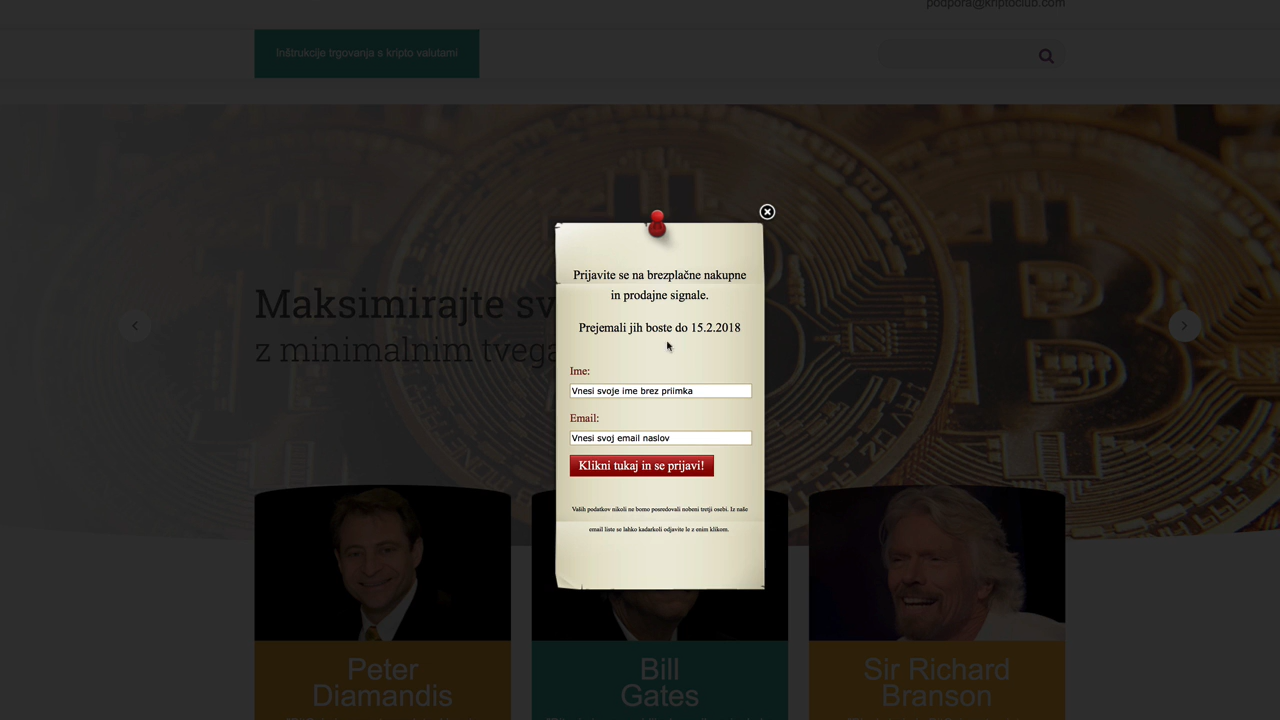 podpora@kriptoclub.com
Inštrukcije trgovanja s kripto valutami
Maksimirajte sv
z minimalnim tvega
Prijavite se na brezplačne nakupne
in prodajne signale.
Prejemali jih boste do 15.2.2018
Ime:
Vnesi svoje ime brez priimka
Email:
Vnesi svoj email naslov
Klikni tukaj in se prijavi!
Vaših podatkov nikoli ne bomo posredovali nobeni tretji osebi. Iz naše
email liste se lahko kadarkoli odjavite le z enim klikom.
Peter
Diamandis
Bill
Gates
Sir Richard
Branson